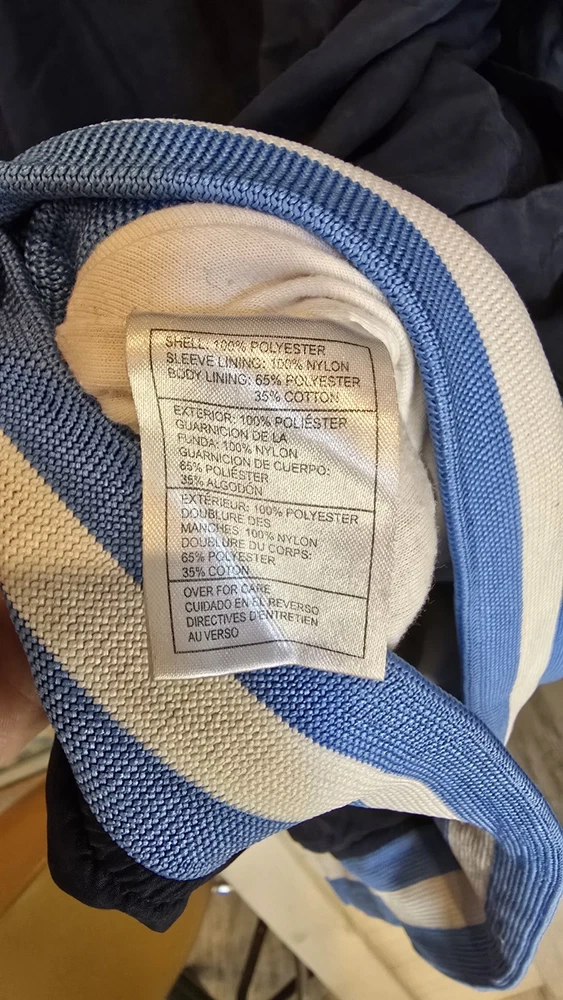 SHELL: 100% POLYESTER
SLEEVE LINING: 100% NYLON
BODY LINING: 65% POLYESTER
35% COTTON
EXTERIOR: 100% POLIÉSTER
GUARNICION DE LA
FUNDA: 100% NYLON
GUARNICION DE CUERPO:
65% POLIÉSTER
35% ALGODÓN
EXTÉRIEUR: 100% POLYESTER
DOUBLURE DES
MANCHES 100% NYLON
DOUBLURE DU CORPS:
65% POLYESTER
35% COTON
OVER FOR CARE
CUIDADO EN EL REVERSO
DIRECTIVES D'ENTRETIEN
AU VERSO